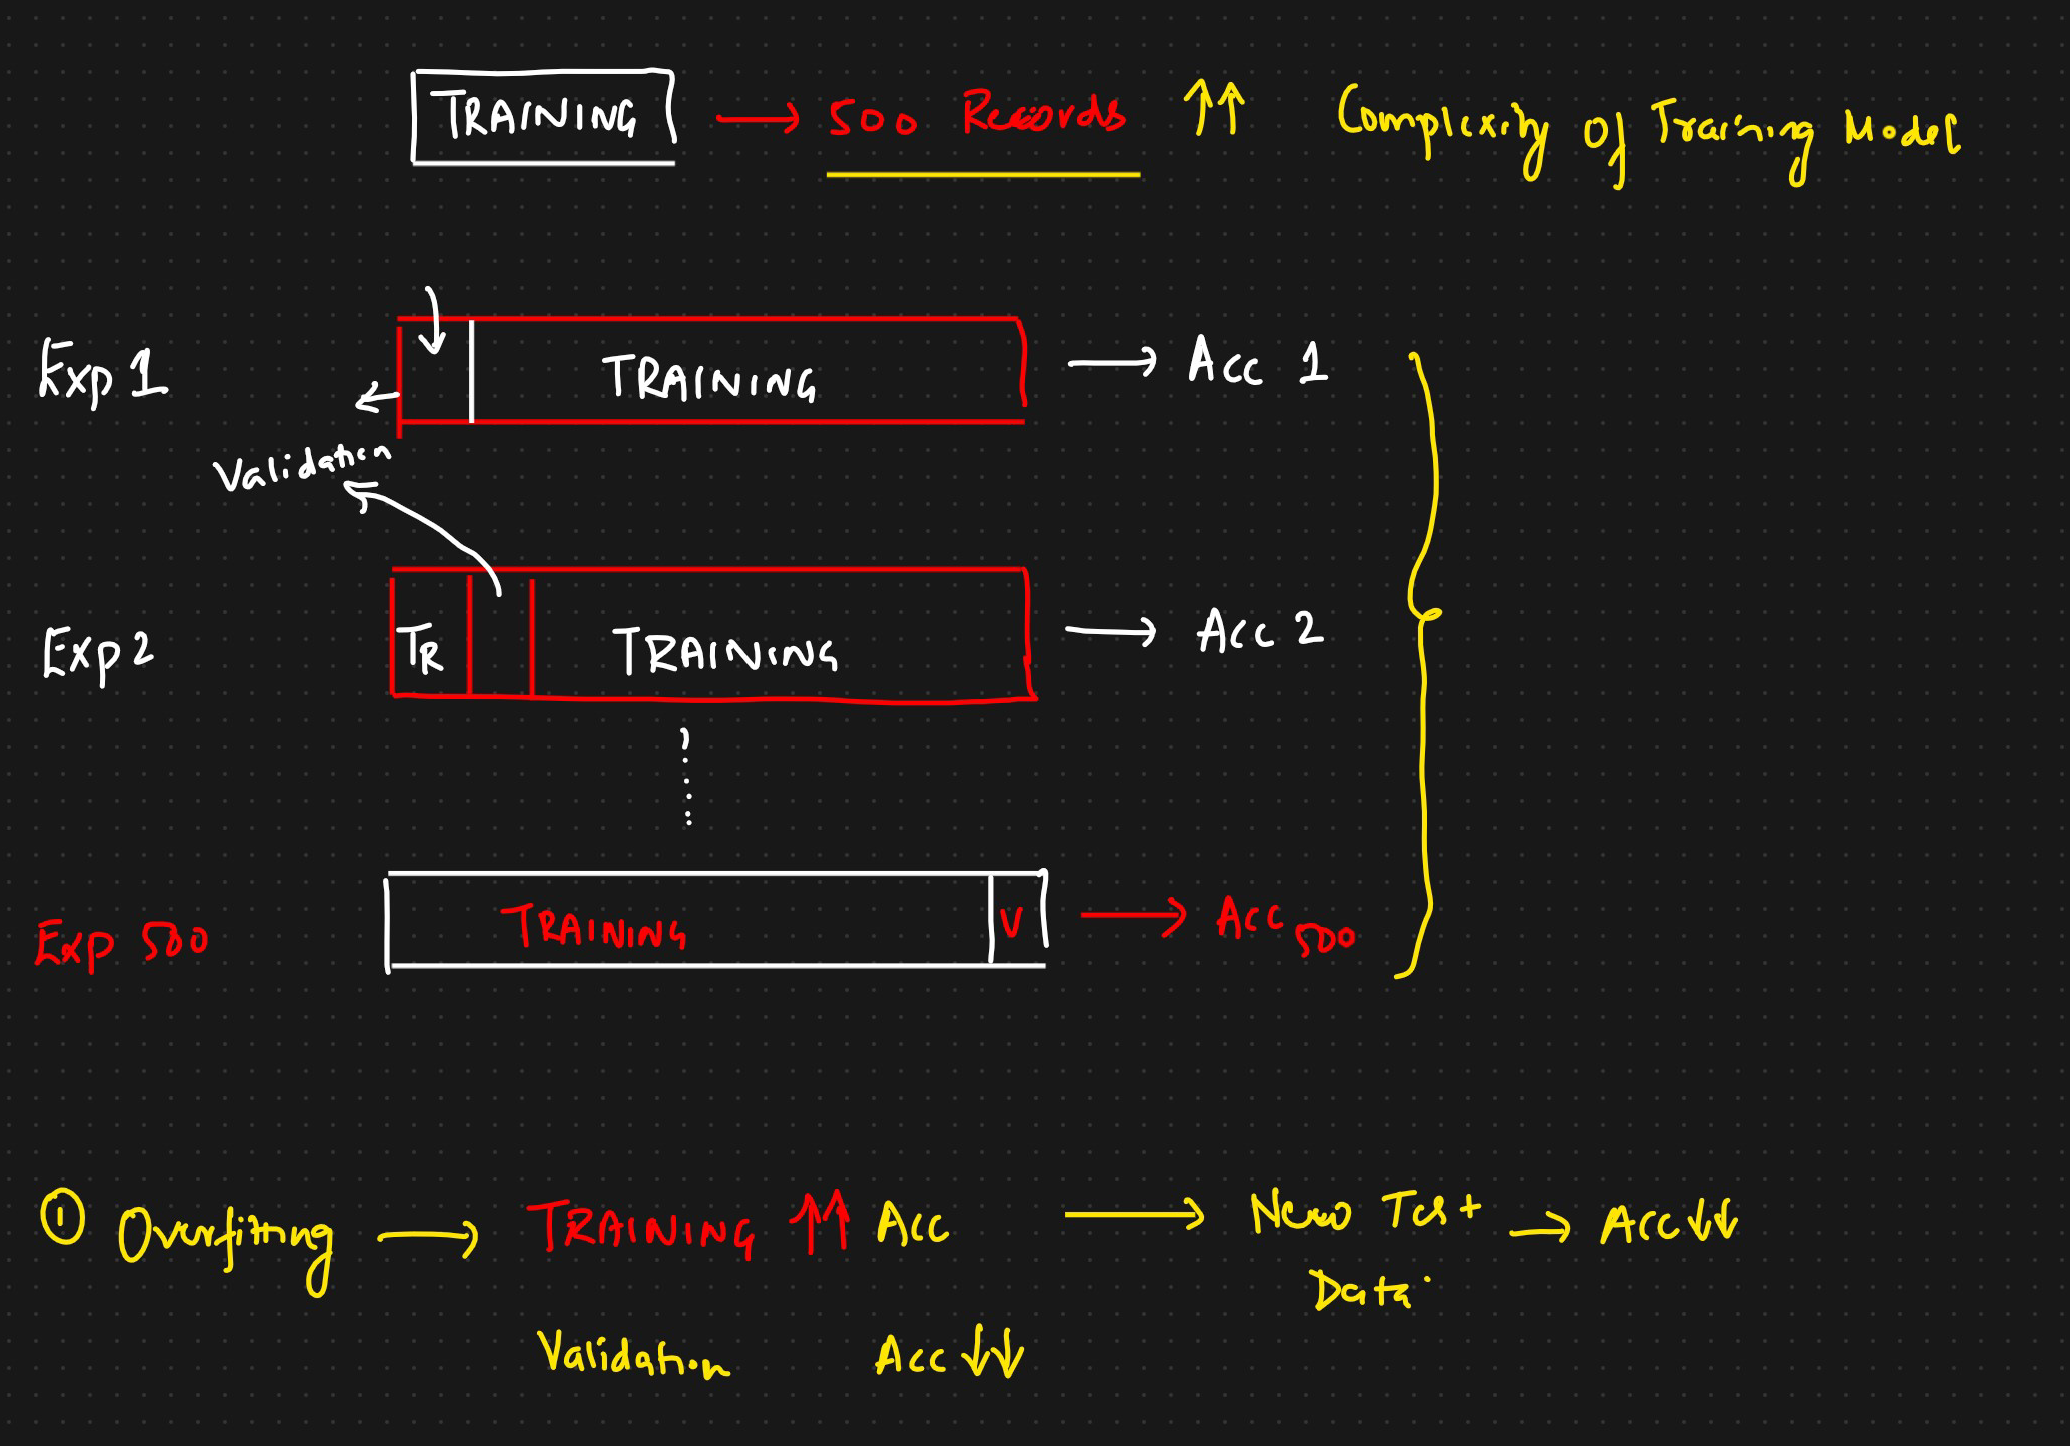 TRAINING → 500 Records ↑↑ Complexity of Training Model
Exp 1 TRAINING → Acc 1
Validation
Exp 2 TR TRAINING → Acc 2
Exp 500 TRAINING V → Acc 500
① Overfitting → TRAINING ↑↑ Acc → New Test → Acc ↓↓
Data
Validation Acc ↓↓